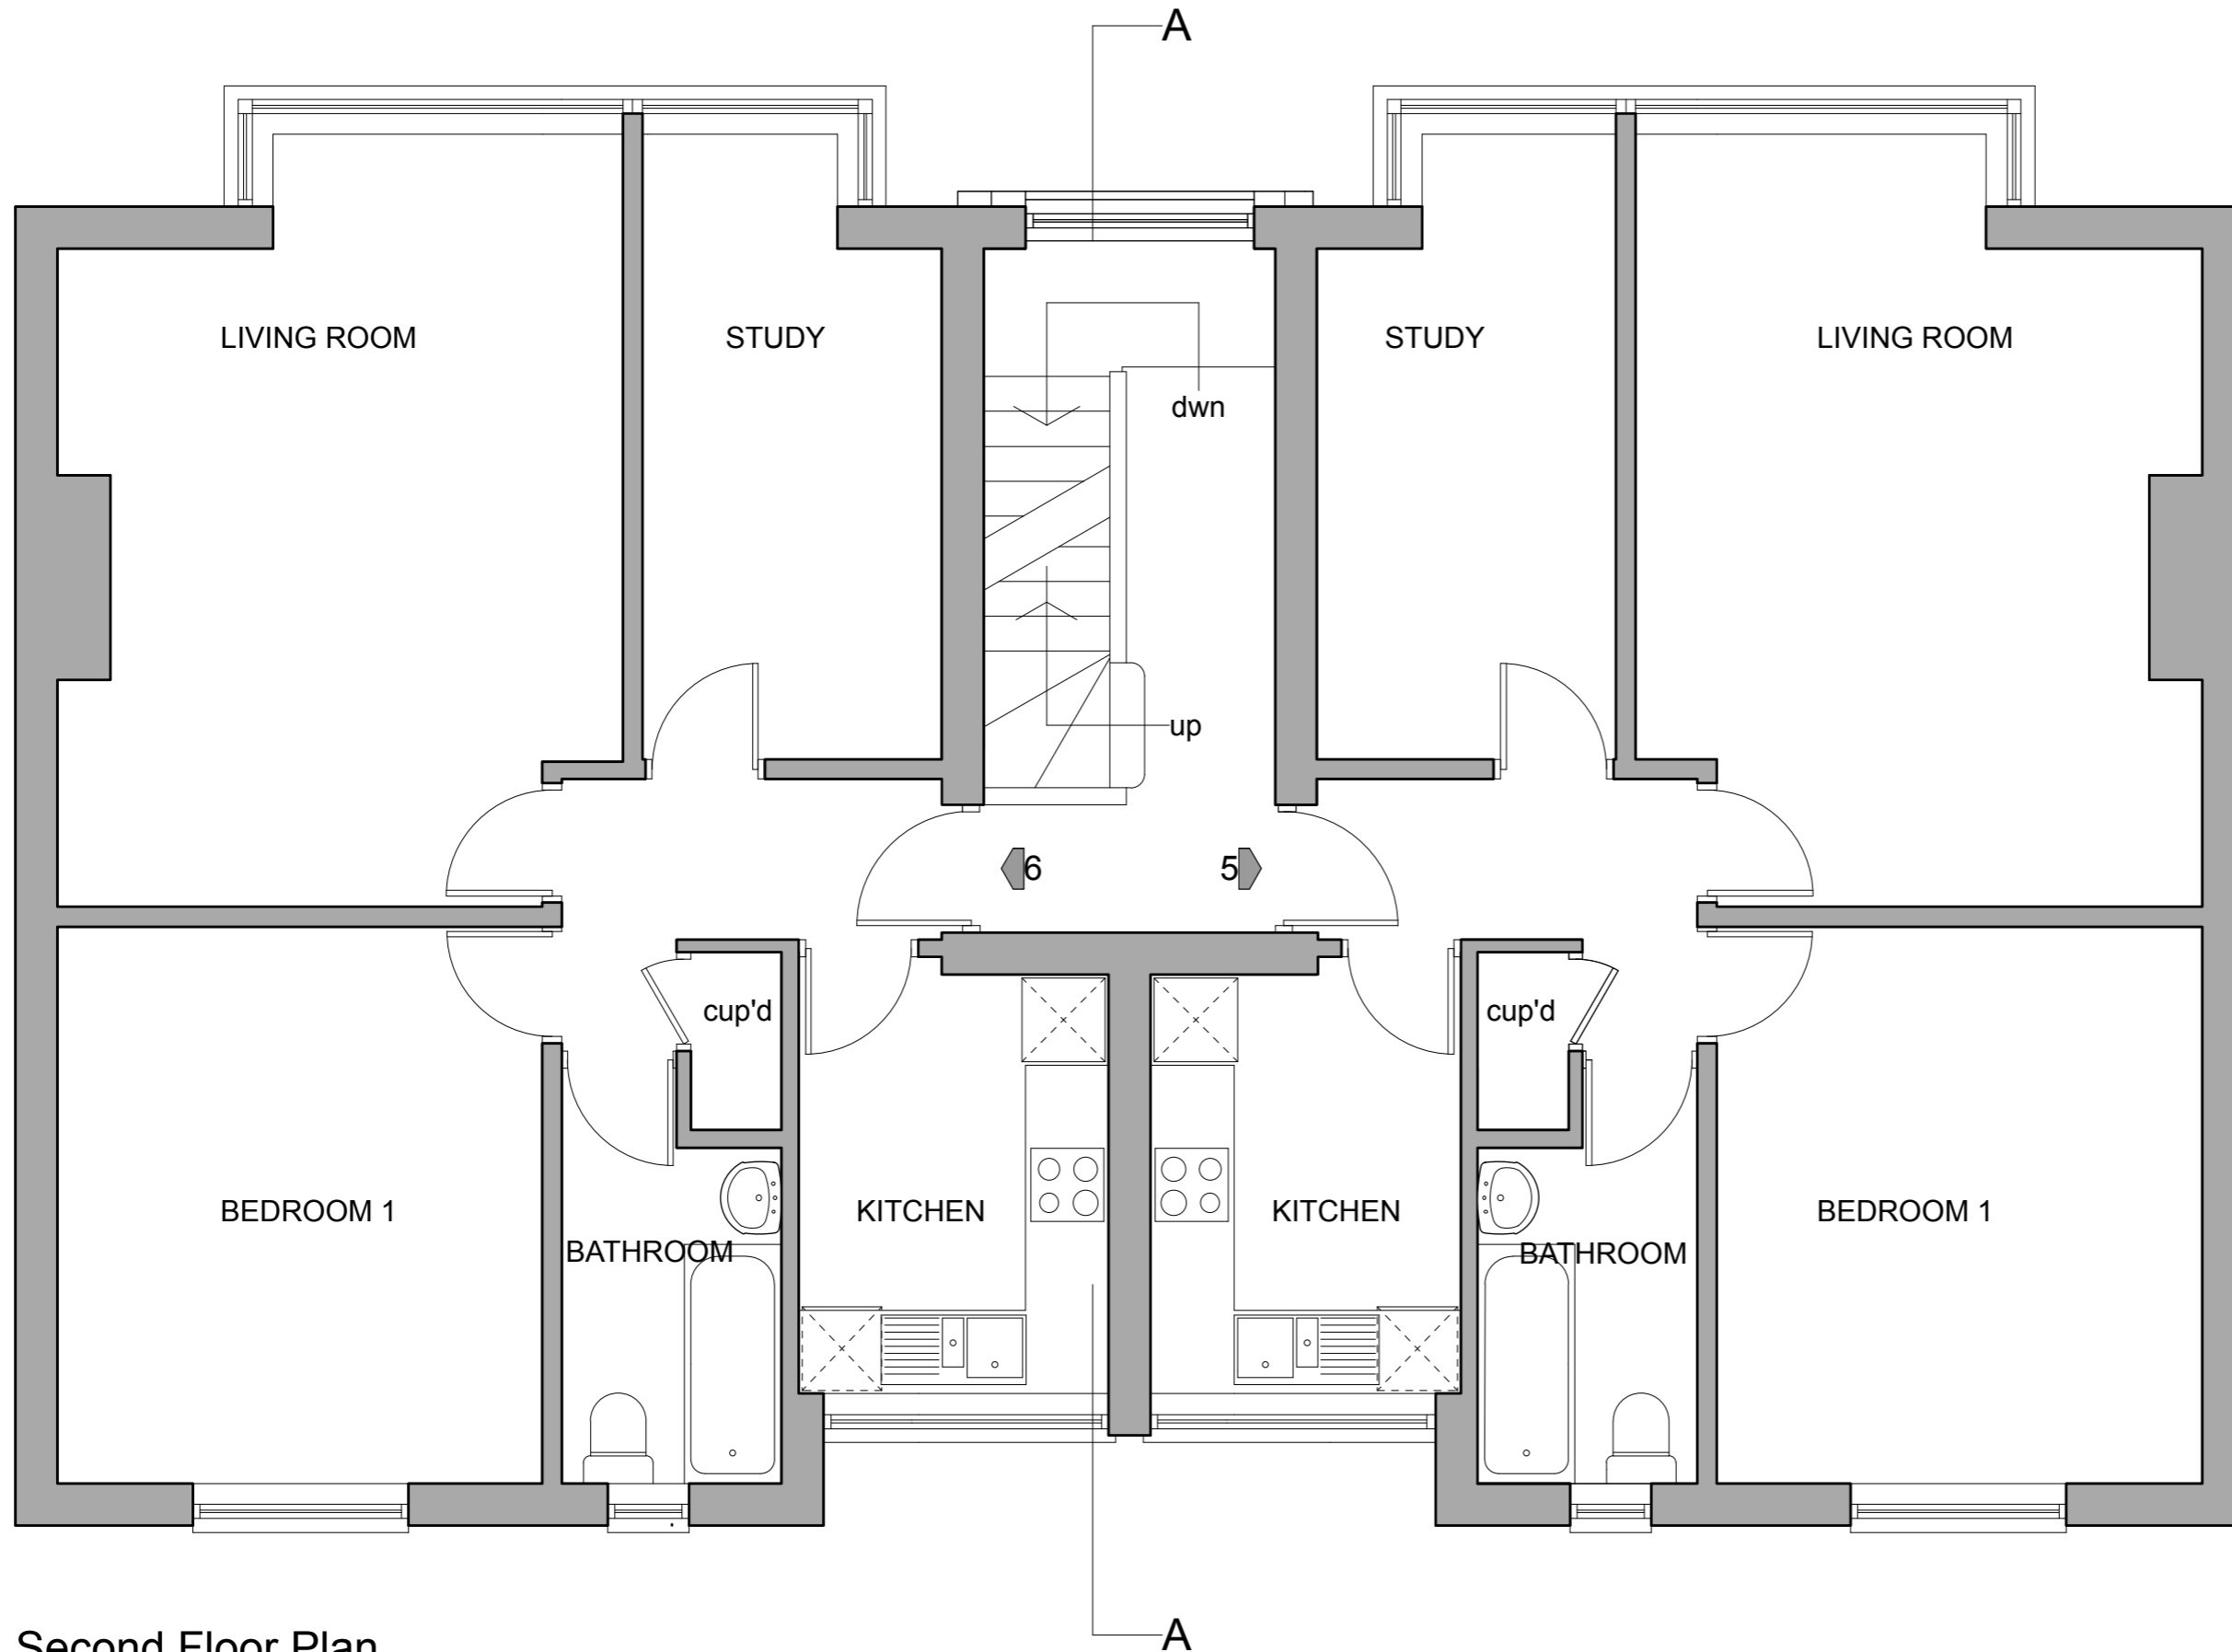 A
LIVING ROOM
STUDY
STUDY
LIVING ROOM
dwn
up
6
5
cup'd
cup'd
BEDROOM 1
KITCHEN
KITCHEN
BEDROOM 1
BATHROOM
BATHROOM
A
Second Floor Plan